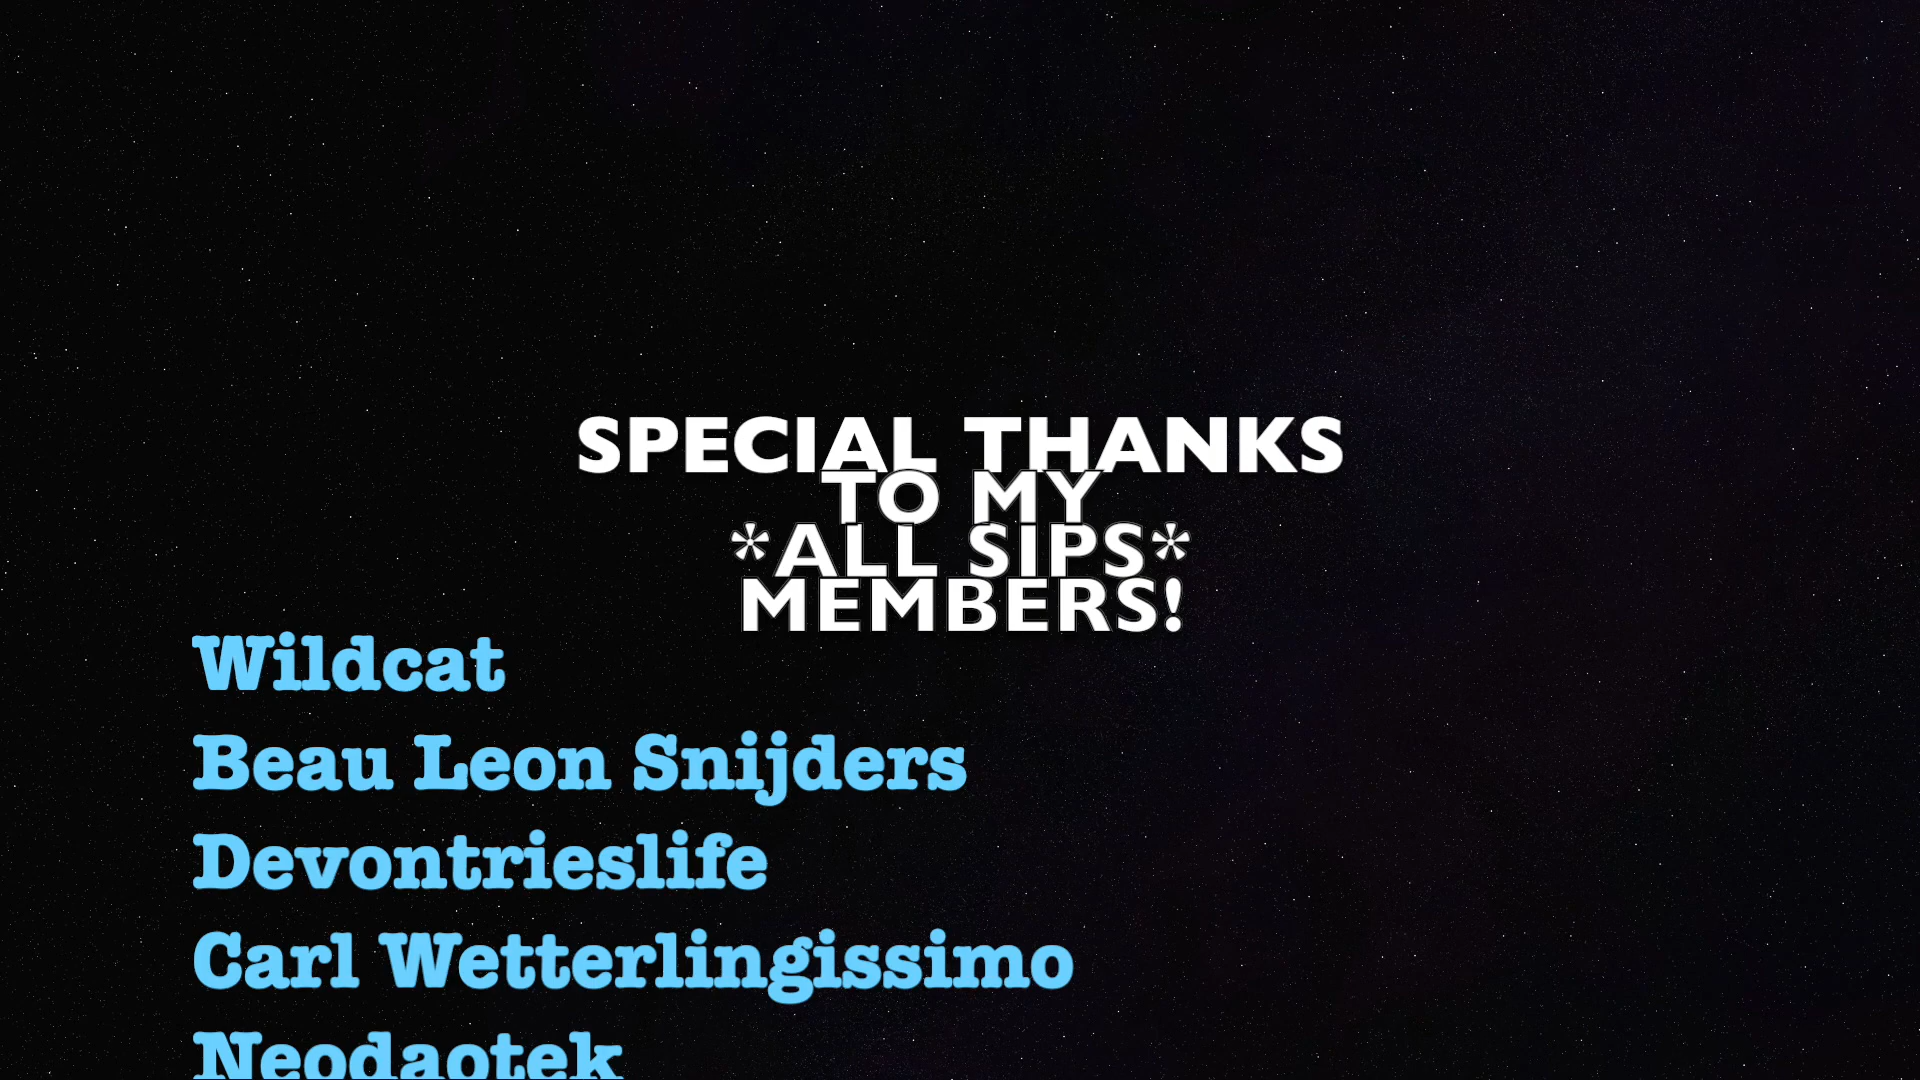 SPECIAL THANKS
TO MY
*ALL SIPS*
MEMBERS!
Wildcat
Beau Leon Snijders
Devontrieslife
Carl Wetterlingissimo
Neodaotek